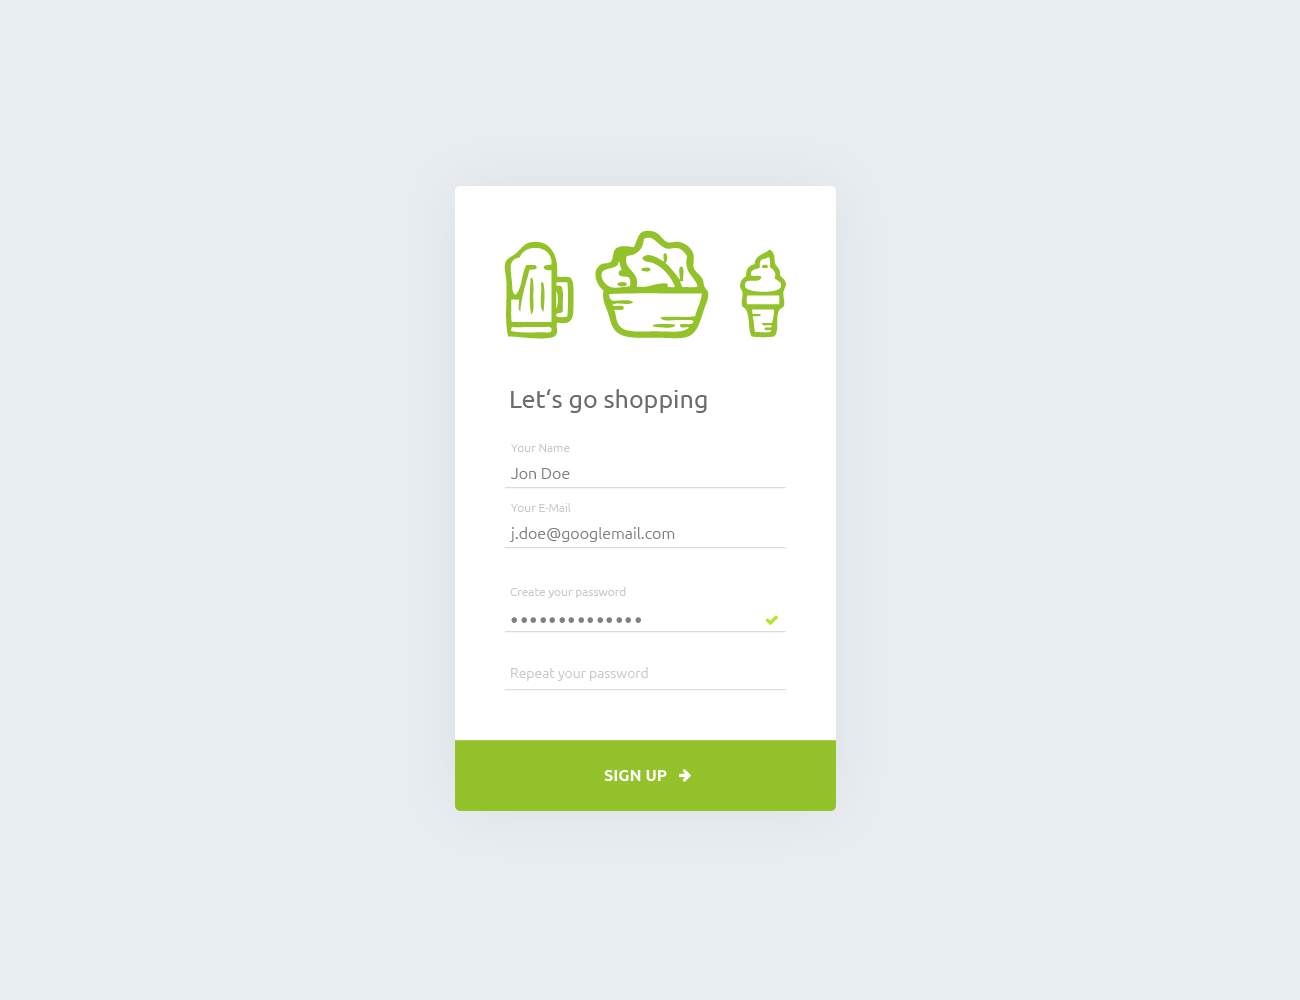 Let‘s go shopping
Your Name
Jon Doe
Your E-Mail
j.doe@googlemail.com
Create your password
••••••••••••••
Repeat your password
SIGN UP